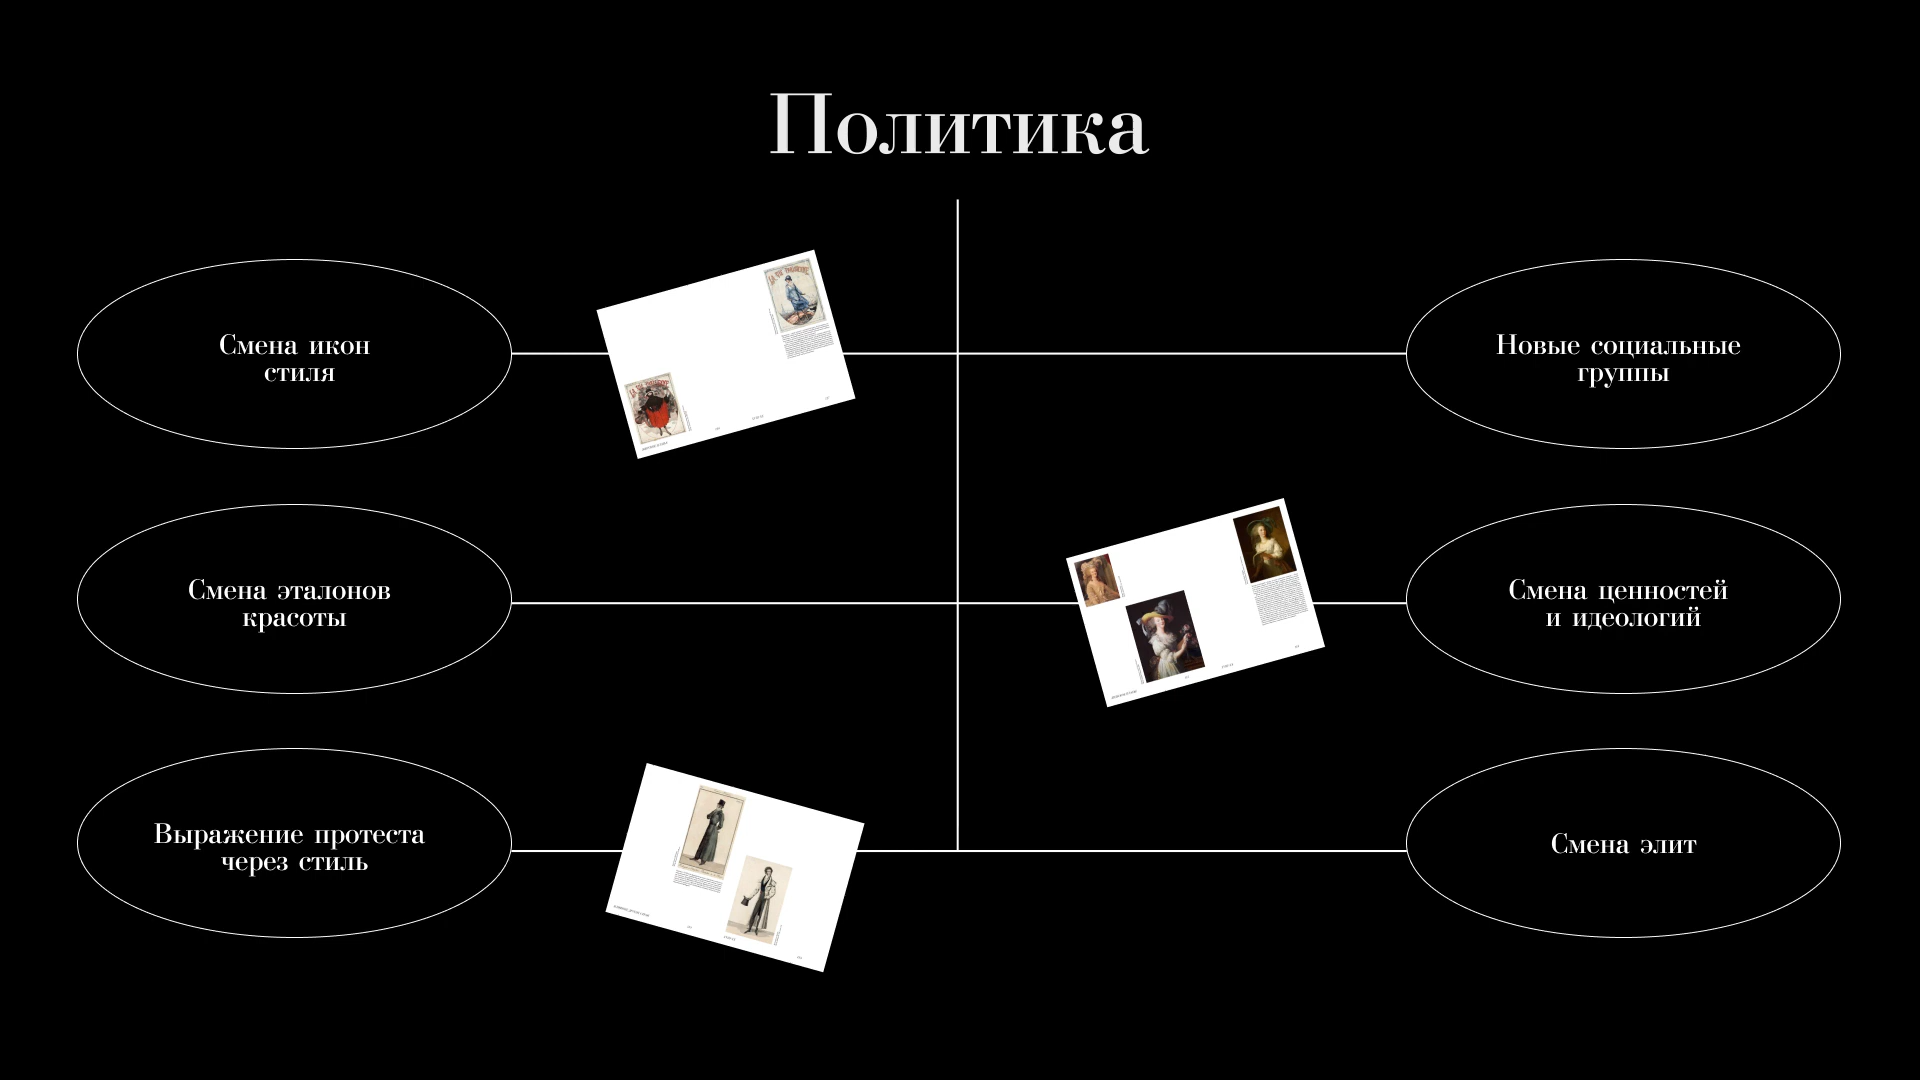 Политика
Смена икон
стиля
Новые социальные
группы
Смена эталонов
красоты
Смена ценностей
и идеологий
Выражение протеста
через стиль
Смена элит